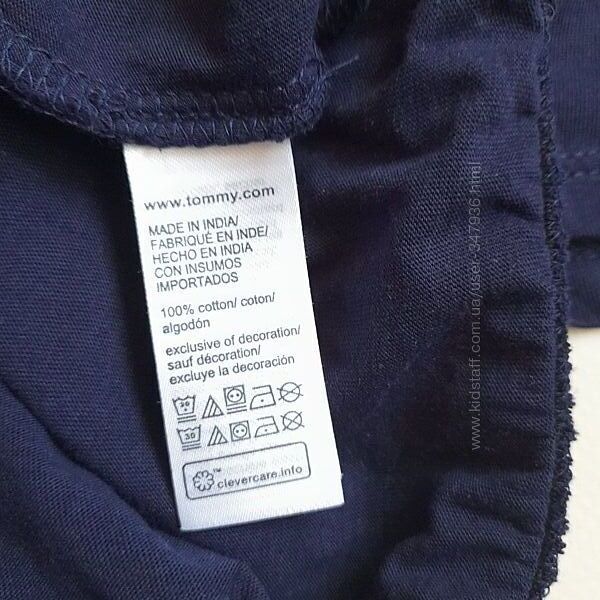 www.tommy.com
MADE IN INDIA/
FABRIQUÉ EN INDE/
HECHO EN INDIA
CON INSUMOS
IMPORTADOS
100% cotton/ coton/
algodón
exclusive of decoration/
sauf décoration/
excluye la decoración
30
30
clevercare.info
www.kidstaff.com.ua/user-347936.html